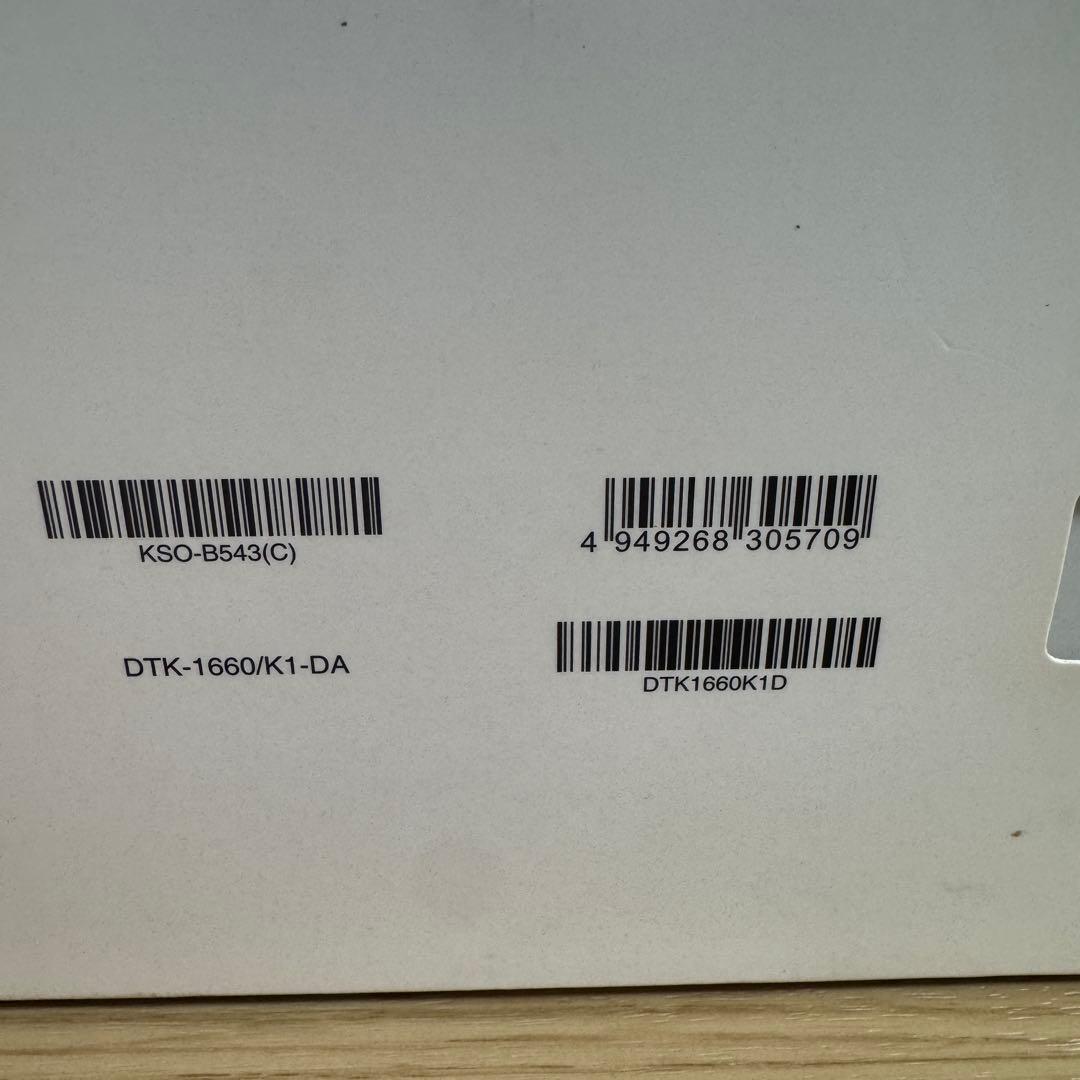 KSO-B543(C)
4 949268 305709
DTK-1660/K1-DA
DTK1660K1D